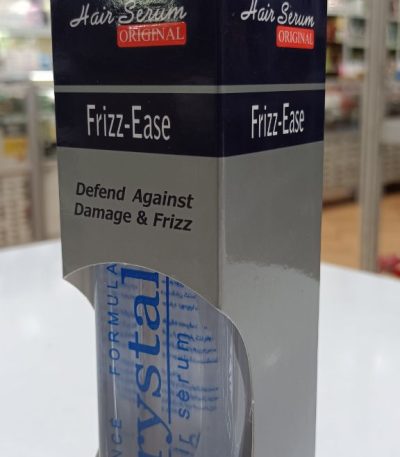 Hair Serum
ORIGINAL
Frizz-Ease
Defend Against
Damage & Frizz
FORMULA
rystal
serum
Hair Serum
ORIGINAL
Frizz-Ease